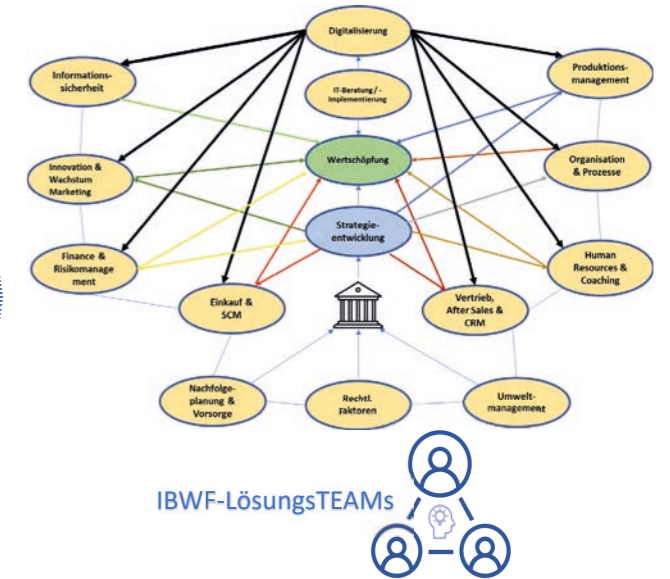 Digitalisierung
Informations-
sicherheit
Produktions-
management
IT-Beratung / -
Implementierung
Wertschöpfung
Innovation &
Wachstum
Marketing
Organisation
& Prozesse
Strategie-
entwicklung
Finance &
Risikomanage
ment
Human
Resources &
Coaching
Einkauf &
SCM
Vertrieb,
After Sales &
CRM
Nachfolge-
planung &
Vorsorge
Rechtl.
Faktoren
Umwelt-
management
IBWF-LösungsTEAMs